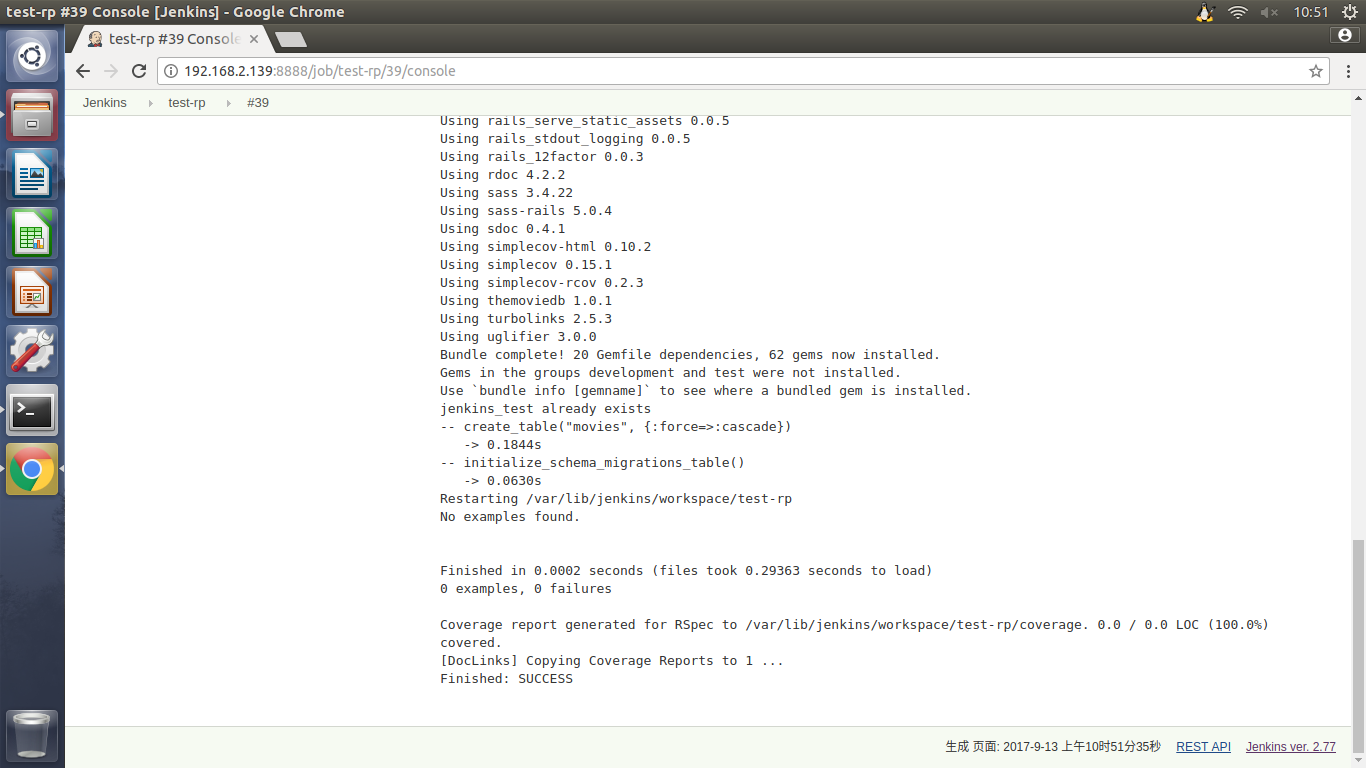 test-rp #39 Console [Jenkins] - Google Chrome
10:51
test-rp #39 Console
192.168.2.139:8888/job/test-rp/39/console
Jenkins test-rp #39
Using rails_serve_static_assets 0.0.5
Using rails_stdout_logging 0.0.5
Using rails_12factor 0.0.3
Using rdoc 4.2.2
Using sass 3.4.22
Using sass-rails 5.0.4
Using sdoc 0.4.1
Using simplecov-html 0.10.2
Using simplecov 0.15.1
Using simplecov-rcov 0.2.3
Using themoviedb 1.0.1
Using turbolinks 2.5.3
Using uglifier 3.0.0
Bundle complete! 20 Gemfile dependencies, 62 gems now installed.
Gems in the groups development and test were not installed.
Use `bundle info [gemname]` to see where a bundled gem is installed.
jenkins_test already exists
-- create_table("movies", {:force=>:cascade})
   -> 0.1844s
-- initialize_schema_migrations_table()
   -> 0.0630s
Restarting /var/lib/jenkins/workspace/test-rp
No examples found.
Finished in 0.0002 seconds (files took 0.29363 seconds to load)
0 examples, 0 failures
Coverage report generated for RSpec to /var/lib/jenkins/workspace/test-rp/coverage. 0.0 / 0.0 LOC (100.0%)
covered.
[DocLinks] Copying Coverage Reports to 1 ...
Finished: SUCCESS
生成 页面: 2017-9-13 上午10时51分35秒 REST API Jenkins ver. 2.77